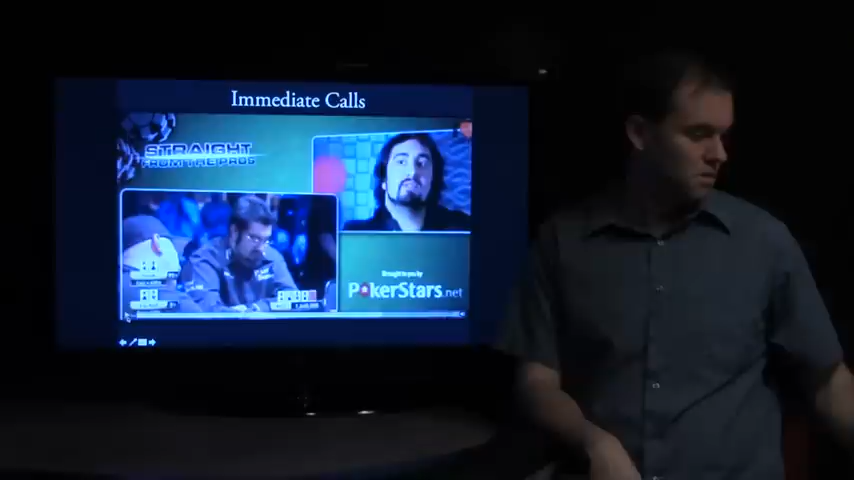 Immediate Calls
STRAIGHT
FROM THE PROS
Brought to you by
PokerStars.net